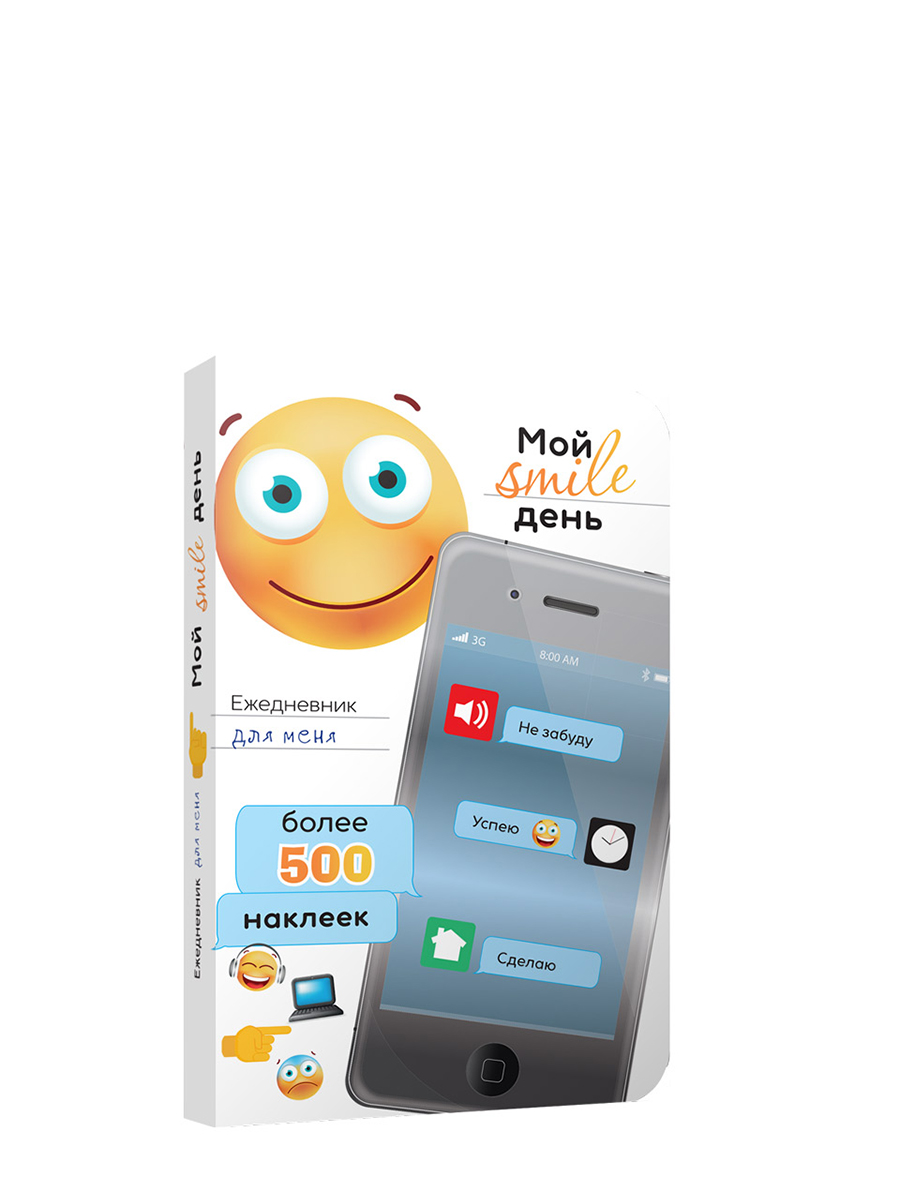 Мой
smile
день
Ежедневник
для меня
более
500
наклеек
3G
8:00 AM
Не забуду
Успею
Сделаю
Ежедневник для меня Мой smile день